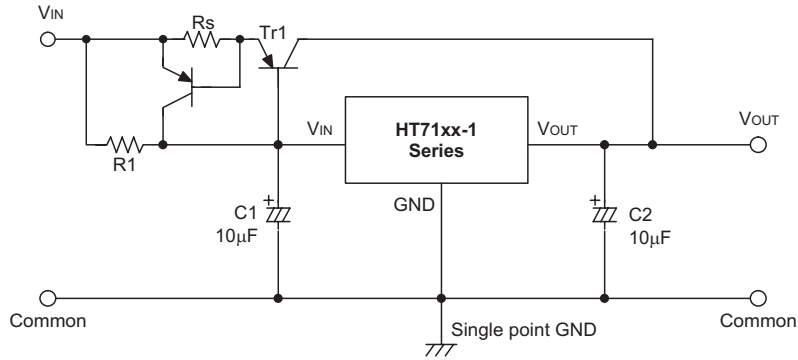 VIN
Rs
Tr1
R1
VIN
HT71xx-1
Series
VOUT
VOUT
GND
C1
10μF
+
C2
10μF
+
Common
Single point GND
Common